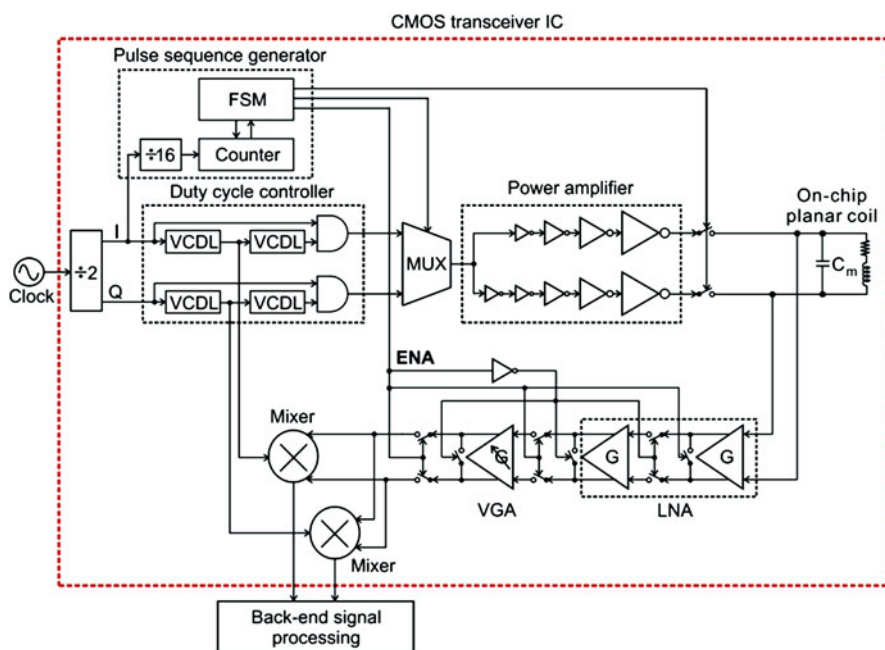 CMOS transceiver IC
Pulse sequence generator
FSM
÷16
Counter
Duty cycle controller
Power amplifier
On-chip
planar coil
I
VCDL
VCDL
MUX
Cm
÷2
Clock
Q
VCDL
VCDL
ENA
Mixer
G
G
G
VGA
LNA
Mixer
Back-end signal
processing